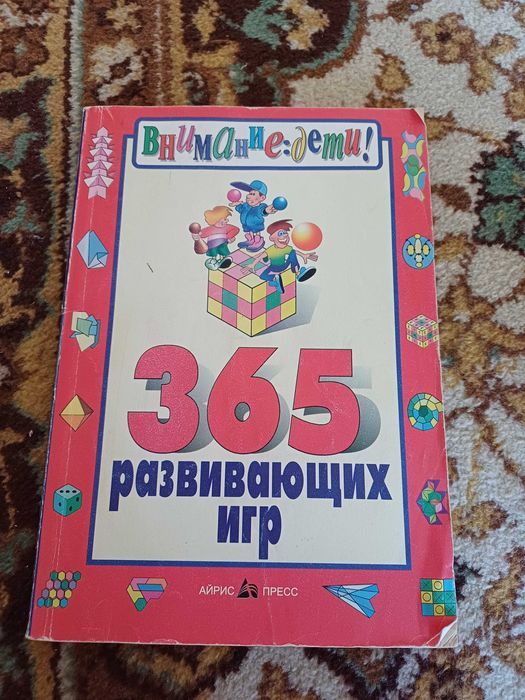 Внимание: дети!
365
развивающих
игр
АЙРИС ПРЕСС